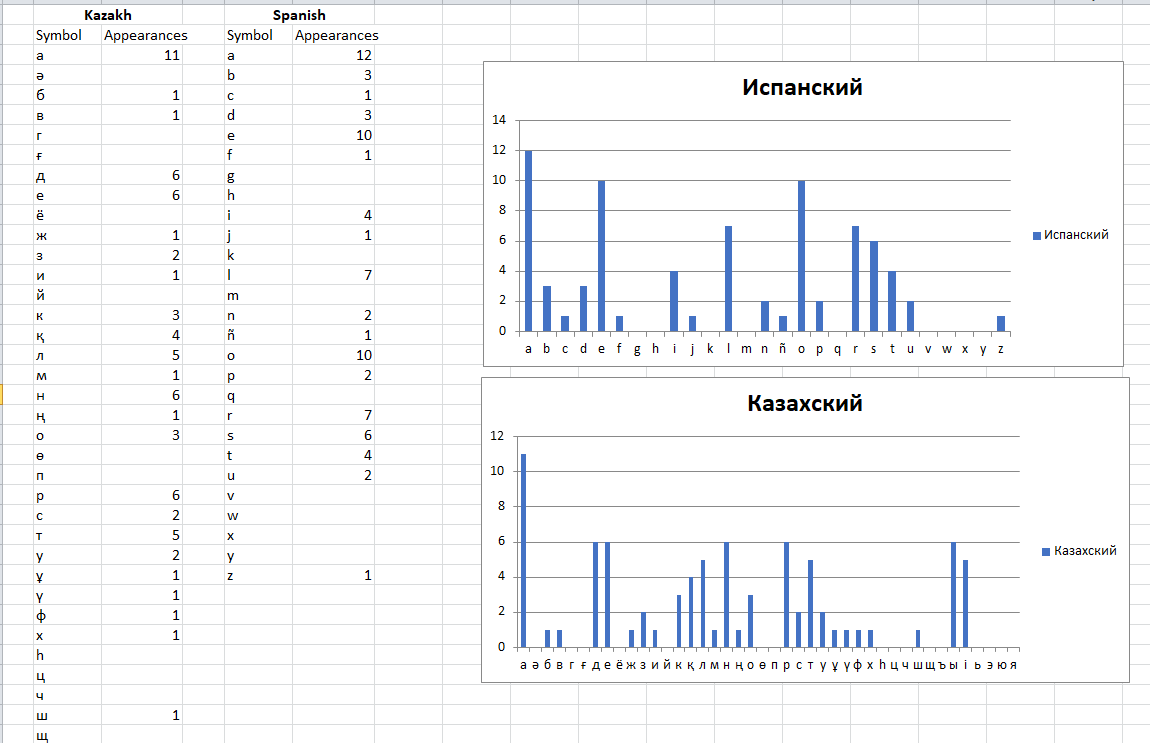 Kazakh Spanish
Symbol Appearances Symbol Appearances
а 11 a 12
ә b 3
б 1 c 1
в 1 d 3
г e 10
ғ f 1
д 6 g
е 6 h
ё i 4
ж 1 j 1
з 2 k
и 1 l 7
й m
к 3 n 2
қ 4 ñ 1
л 5 o 10
м 1 p 2
н 6 q
ң 1 r 7
о 3 s 6
ө t 4
п u 2
р 6 v
с 2 w
т 5 x
у 2 y
ұ 1 z 1
ү 1
ф 1
х 1
һ
ц
ч
ш 1
щ
Испанский
14
12
10
8
6
4
2
0
a b c d e f g h i j k l m n ñ o p q r s t u v w x y z
Испанский
Казахский
12
10
8
6
4
2
0
а ә б в г ғ д е ё ж з и й к қ л м н ң о ө п р с т у ұ ү ф х һ ц ч ш щ ъ ы і ь э ю я
Казахский